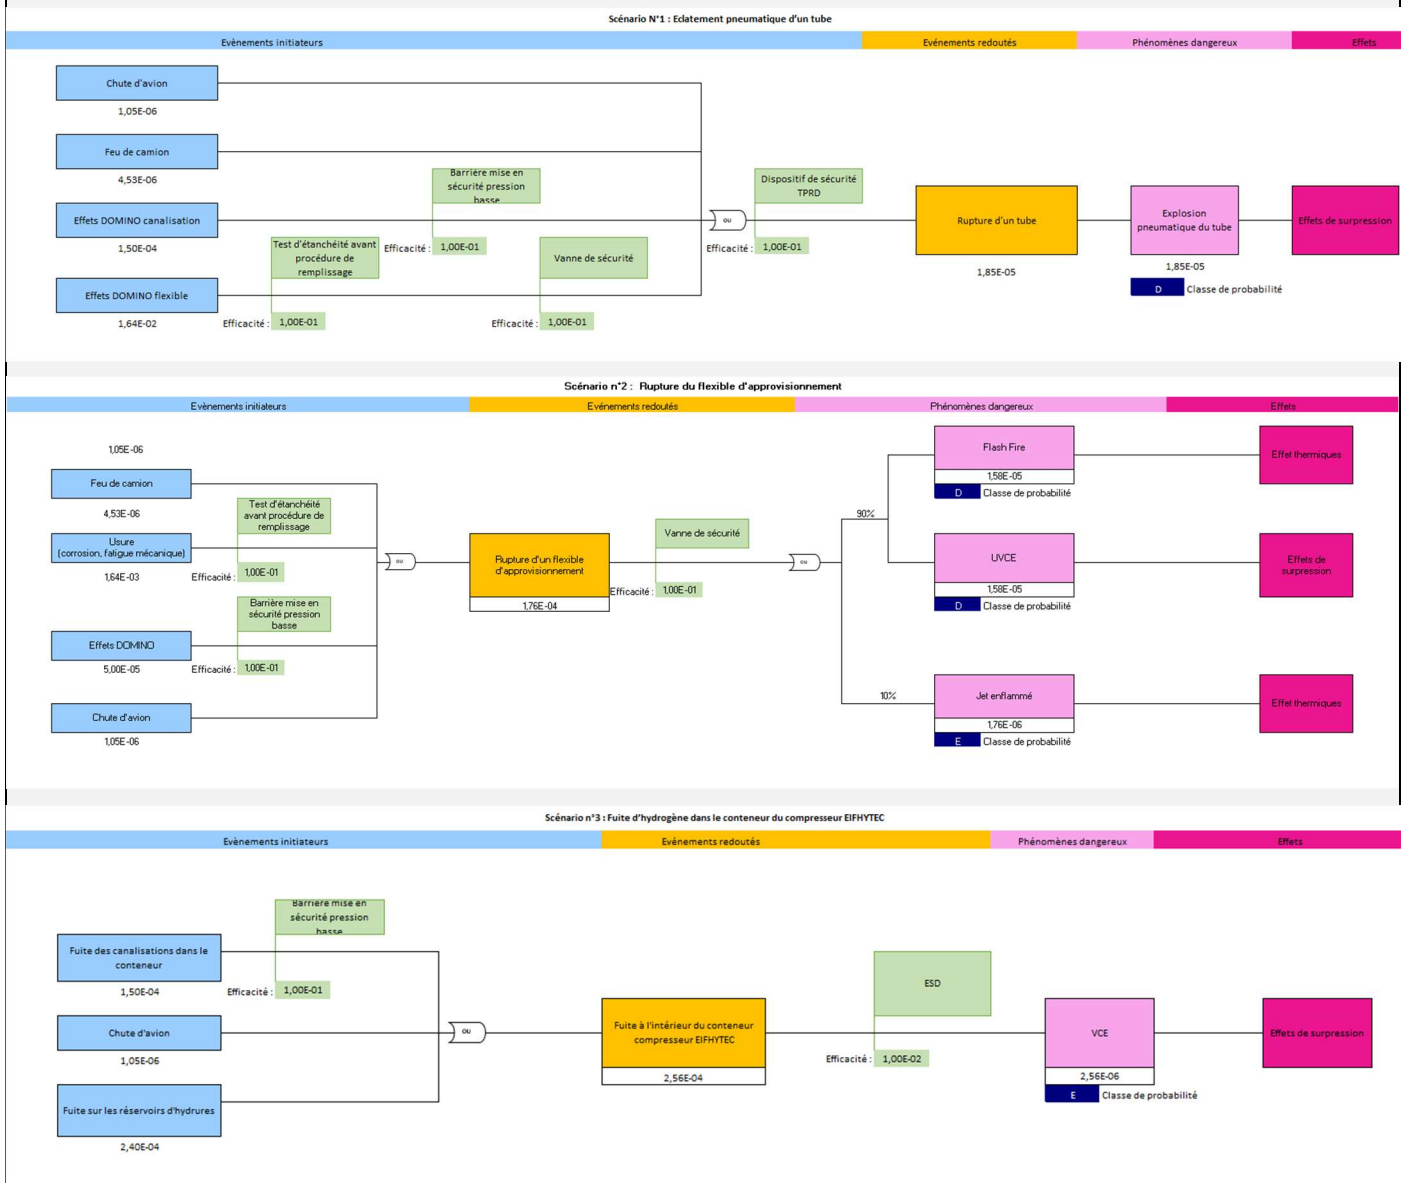 Scénario N°1 : Eclatement pneumatique d'un tube
Evènements initiateurs
Evénements redoutés
Phénomènes dangereux
Effets
Chute d'avion
1,05E-06
Feu de camion
4,53E-06
Barrière mise en
sécurité pression
basse
Dispositif de sécurité
TPRD
Effets DOMINO canalisation
1,50E-04
Efficacité :
1,00E-01
ou
Efficacité :
1,00E-01
Rupture d'un tube
1,85E-05
Explosion
pneumatique du tube
1,85E-05
D
Classe de probabilité
Effets de surpression
Test d'étanchéité avant
procédure de
remplissage
Vanne de sécurité
Effets DOMINO flexible
1,64E-02
Efficacité :
1,00E-01
Efficacité :
1,00E-01
Scénario n°2 : Rupture du flexible d'approvisionnement
Evènements initiateurs
Evénements redoutés
Phénomènes dangereux
Effets
1,05E-06
Feu de camion
4,53E-06
Test d'étanchéité
avant procédure de
remplissage
Usure
(corrosion, fatigue mécanique)
1,64E-03
Efficacité :
1,00E-01
Barrière mise en
sécurité pression
basse
Effets DOMINO
5,00E-05
Efficacité :
1,00E-01
Chute d'avion
1,05E-06
ou
Rupture d'un flexible
d'approvisionnement
1,76E-04
Vanne de sécurité
Efficacité :
1,00E-01
ou
90%
10%
Flash Fire
1,58E-05
D
Classe de probabilité
Effet thermiques
UVCE
1,58E-05
D
Classe de probabilité
Effets de
surpression
Jet enflammé
1,76E-06
E
Classe de probabilité
Effet thermiques
Scénario n°3 : Fuite d'hydrogène dans le conteneur du compresseur EIFHYTEC
Evènements initiateurs
Evènements redoutés
Phénomènes dangereux
Effets
Barrière mise en
sécurité pression
basse
Fuite des canalisations dans le
conteneur
1,50E-04
Efficacité :
1,00E-01
Chute d'avion
1,05E-06
Fuite sur les réservoirs d'hydrures
2,40E-04
ou
Fuite à l'intérieur du conteneur
compresseur EIFHYTEC
2,56E-04
ESD
Efficacité :
1,00E-02
VCE
2,56E-06
E
Classe de probabilité
Effets de surpression